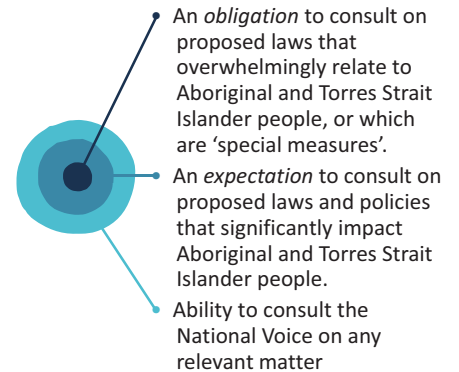 An obligation to consult on
proposed laws that
overwhelmingly relate to
Aboriginal and Torres Strait
Islander people, or which
are ‘special measures’.
An expectation to consult on
proposed laws and policies
that significantly impact
Aboriginal and Torres Strait
Islander people.
Ability to consult the
National Voice on any
relevant matter